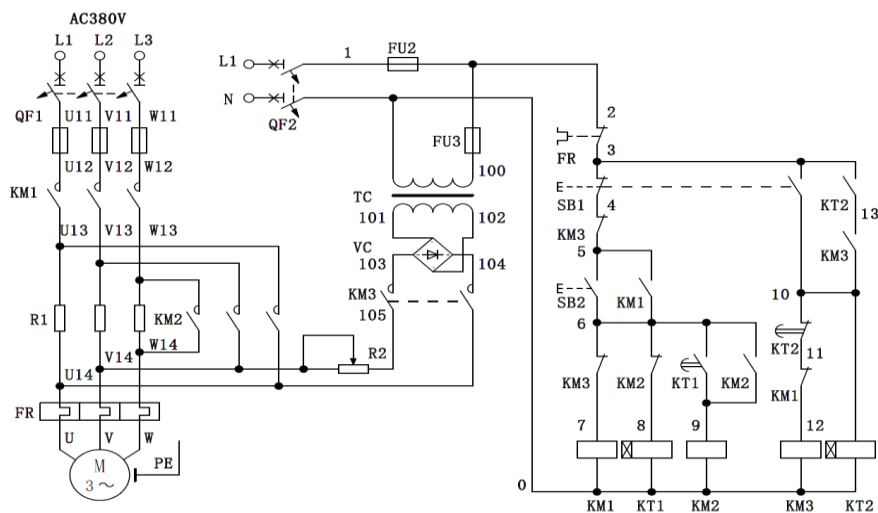 AC380V
L1 L2 L3
QF1 U11 V11 W11
U12 V12 W12
KM1
U13 V13 W13
R1 KM2
W14
V14
U14
FR
U V W
PE
M
3～
L1 1 FU2
N QF2
FU3
100
TC
101 102
VC
103 104
KM3
105
R2
2
FR 3
E SB1 4
KT2 13
KM3
5
KM3
E SB2 KM1
10
6
KT2 11
KM3 KM2 KT1 KM2
KM1
7 8 9 12
0
KM1 KT1 KM2 KM3 KT2